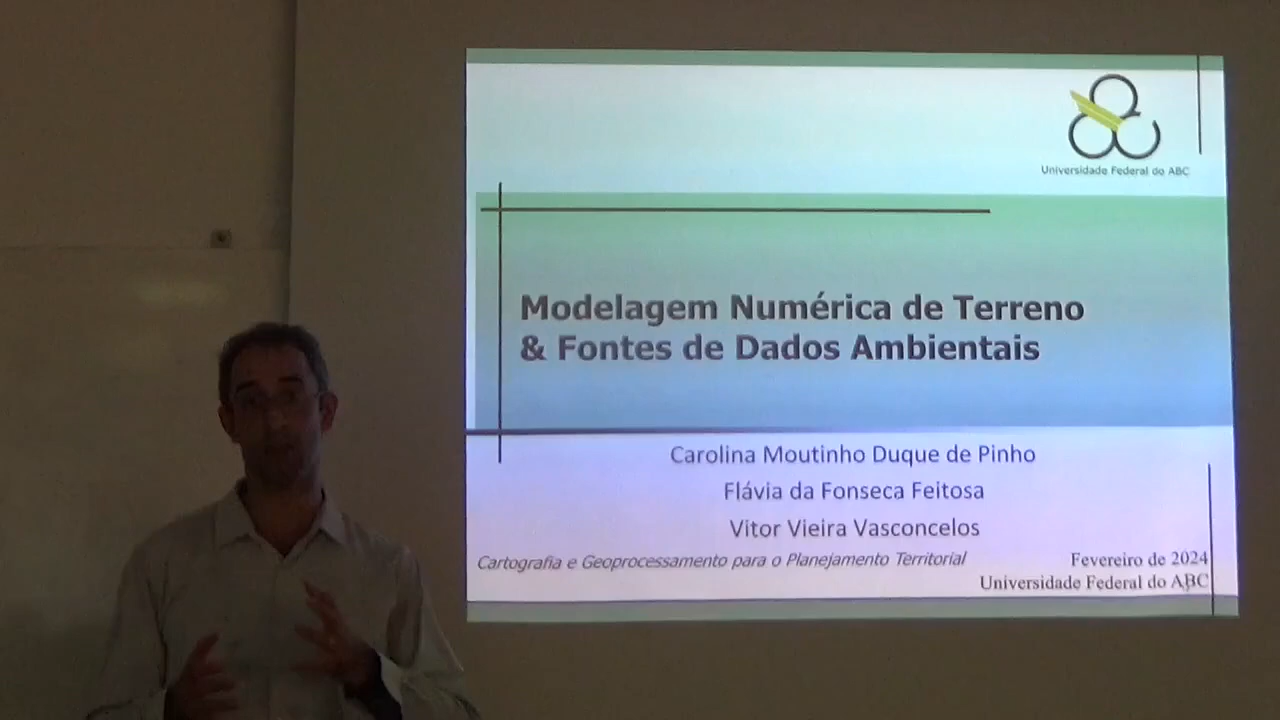 Universidade Federal do ABC
Modelagem Numérica de Terreno
& Fontes de Dados Ambientais
Carolina Moutinho Duque de Pinho
Flávia da Fonseca Feitosa
Vitor Vieira Vasconcelos
Cartografia e Geoprocessamento para o Planejamento Territorial
Fevereiro de 2024
Universidade Federal do ABC